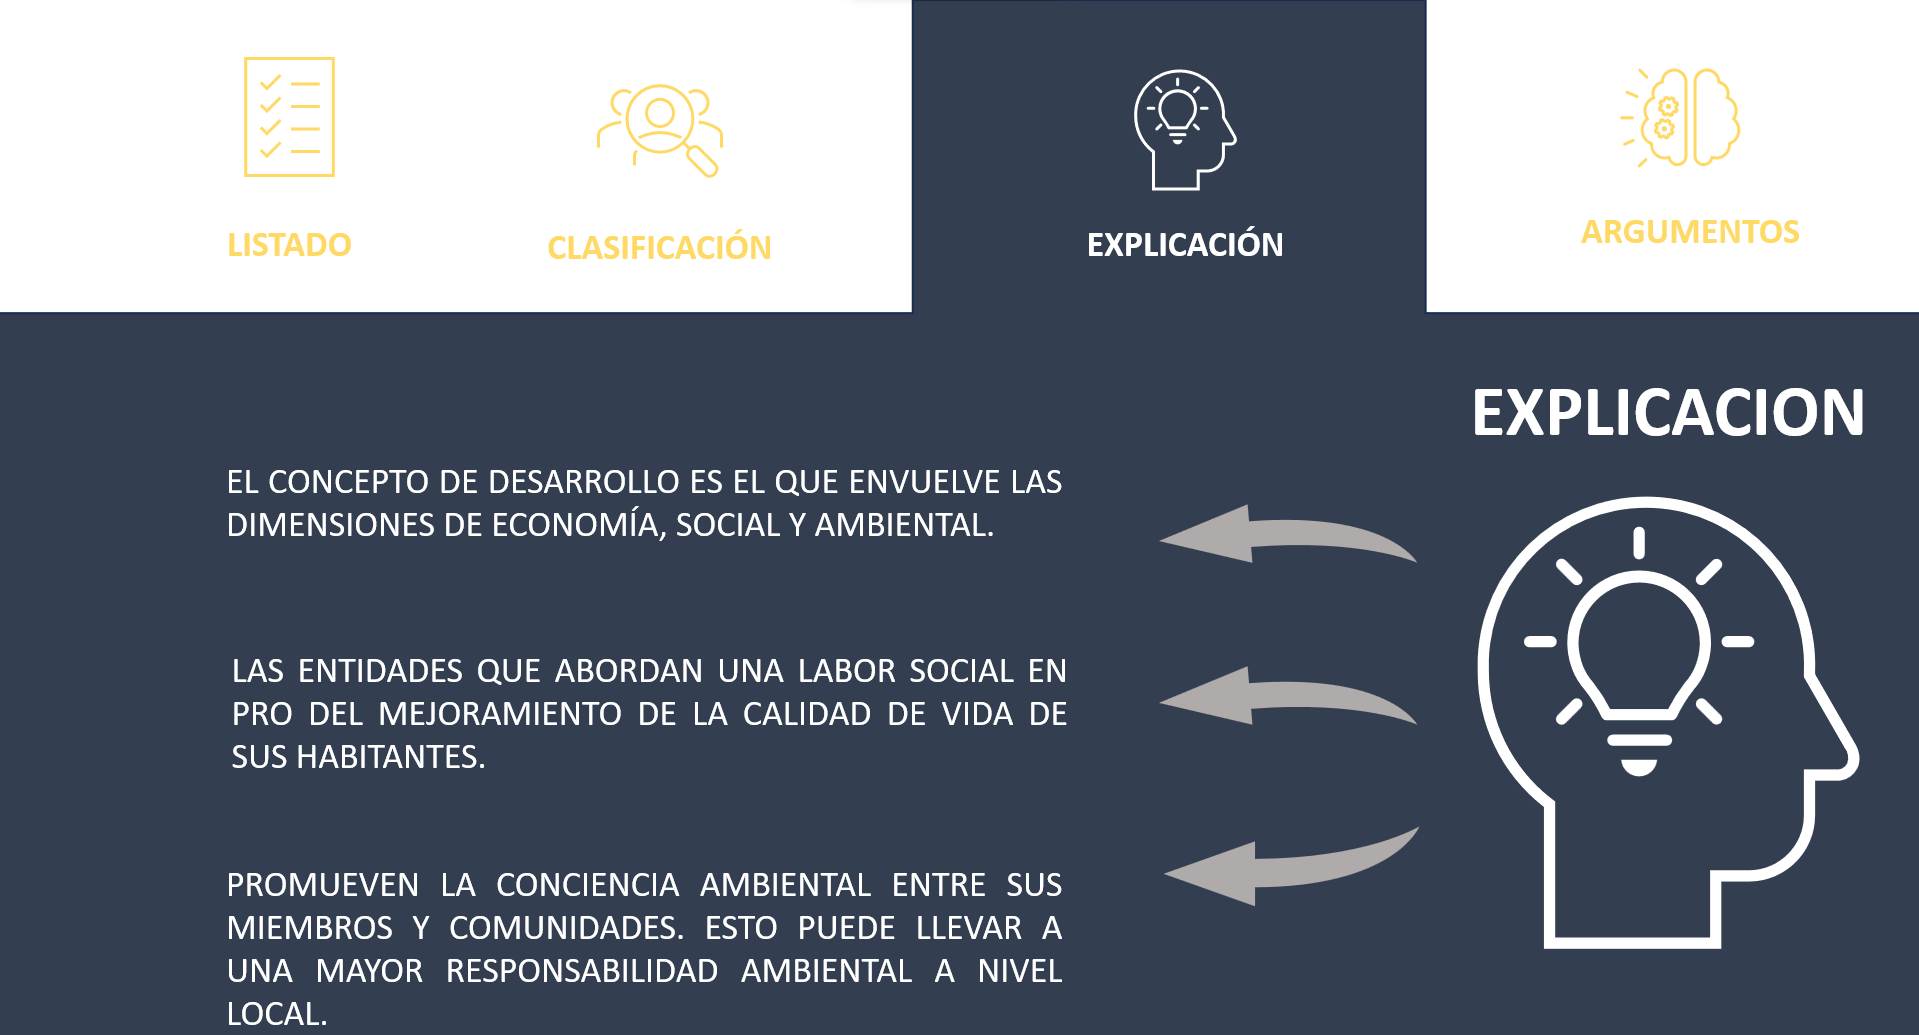 LISTADO
CLASIFICACIÓN
EXPLICACIÓN
ARGUMENTOS
EXPLICACION
EL CONCEPTO DE DESARROLLO ES EL QUE ENVUELVE LAS
DIMENSIONES DE ECONOMÍA, SOCIAL Y AMBIENTAL.
LAS ENTIDADES QUE ABORDAN UNA LABOR SOCIAL EN
PRO DEL MEJORAMIENTO DE LA CALIDAD DE VIDA DE
SUS HABITANTES.
PROMUEVEN LA CONCIENCIA AMBIENTAL ENTRE SUS
MIEMBROS Y COMUNIDADES. ESTO PUEDE LLEVAR A
UNA MAYOR RESPONSABILIDAD AMBIENTAL A NIVEL
LOCAL.